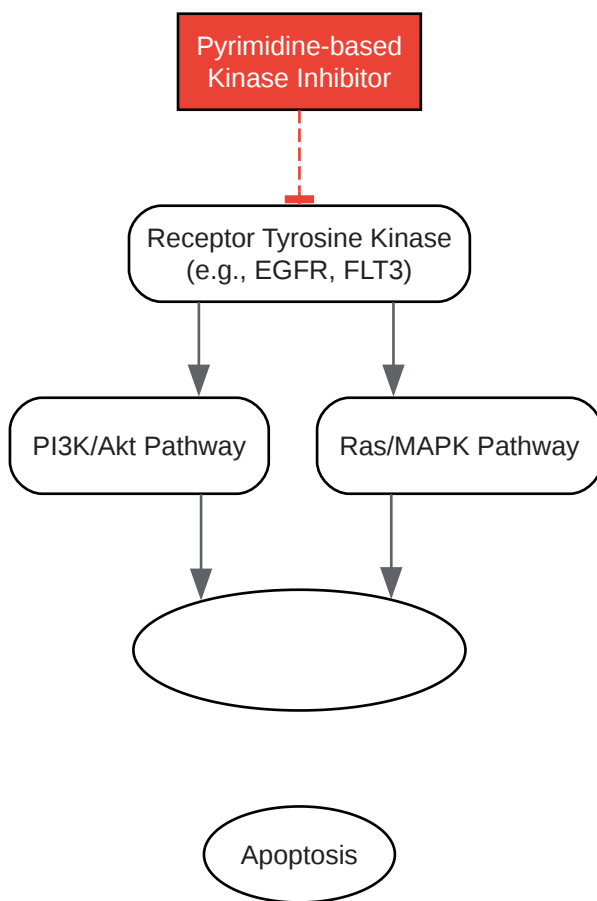 Pyrimidine-based
Kinase Inhibitor
Receptor Tyrosine Kinase
(e.g., EGFR, FLT3)
PI3K/Akt Pathway
Ras/MAPK Pathway
Apoptosis